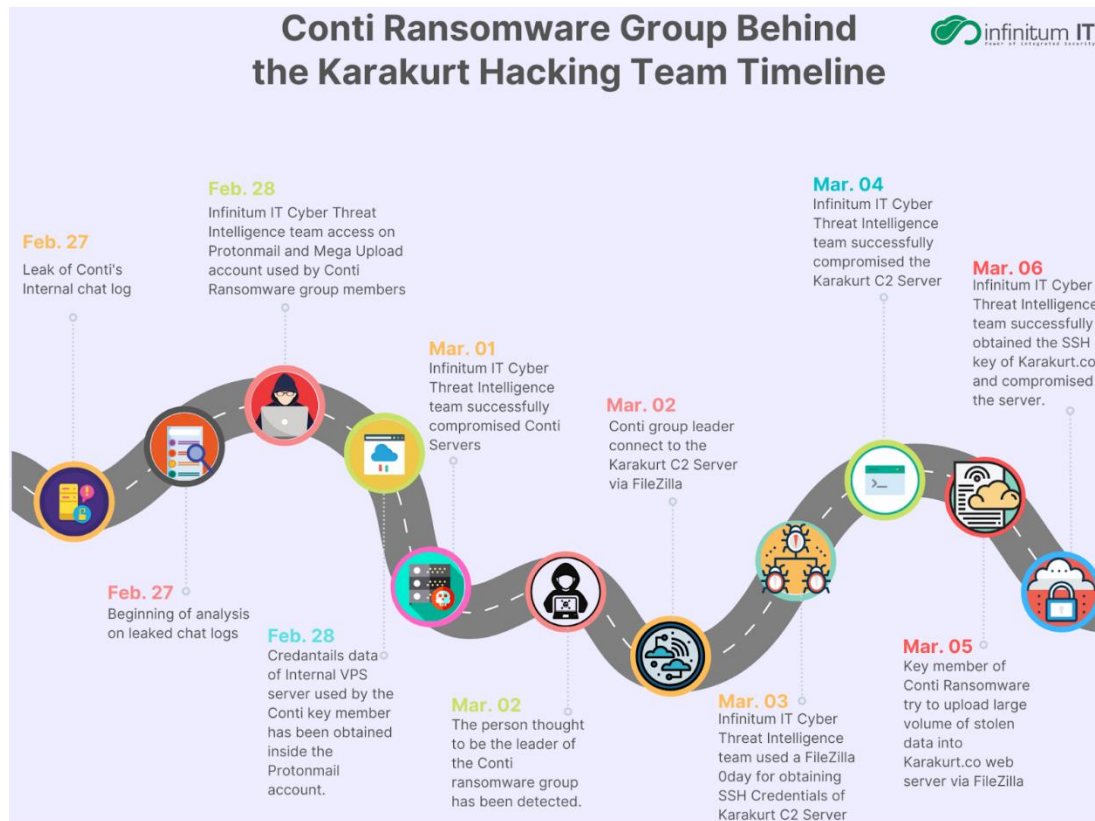 Conti Ransomware Group Behind
the Karakurt Hacking Team Timeline
infinitum IT
Power of Integrated Security
Feb. 27
Leak of Conti's
Internal chat log
Feb. 27
Beginning of analysis
on leaked chat logs
Feb. 28
Infinitum IT Cyber Threat
Intelligence team access on
Protonmail and Mega Upload
account used by Conti
Ransomware group members
Feb. 28
Credantails data
of Internal VPS
server used by the
Conti key member
has been obtained
inside the
Protonmail
account.
Mar. 01
Infinitum IT Cyber
Threat Intelligence
team successfully
compromised Conti
Servers
Mar. 02
The person thought
to be the leader of
the Conti
ransomware group
has been detected.
Mar. 02
Conti group leader
connect to the
Karakurt C2 Server
via FileZilla
Mar. 03
Infinitum IT Cyber
Threat Intelligence
team used a FileZilla
0day for obtaining
SSH Credentials of
Karakurt C2 Server
Mar. 04
Infinitum IT Cyber
Threat Intelligence
team successfully
compromised the
Karakurt C2 Server
Mar. 05
Key member of
Conti Ransomware
try to upload large
volume of stolen
data into
Karakurt.co web
server via FileZilla
Mar. 06
Infinitum IT Cyber
Threat Intelligence
team successfully
obtained the SSH
key of Karakurt.co
and compromised
the server.